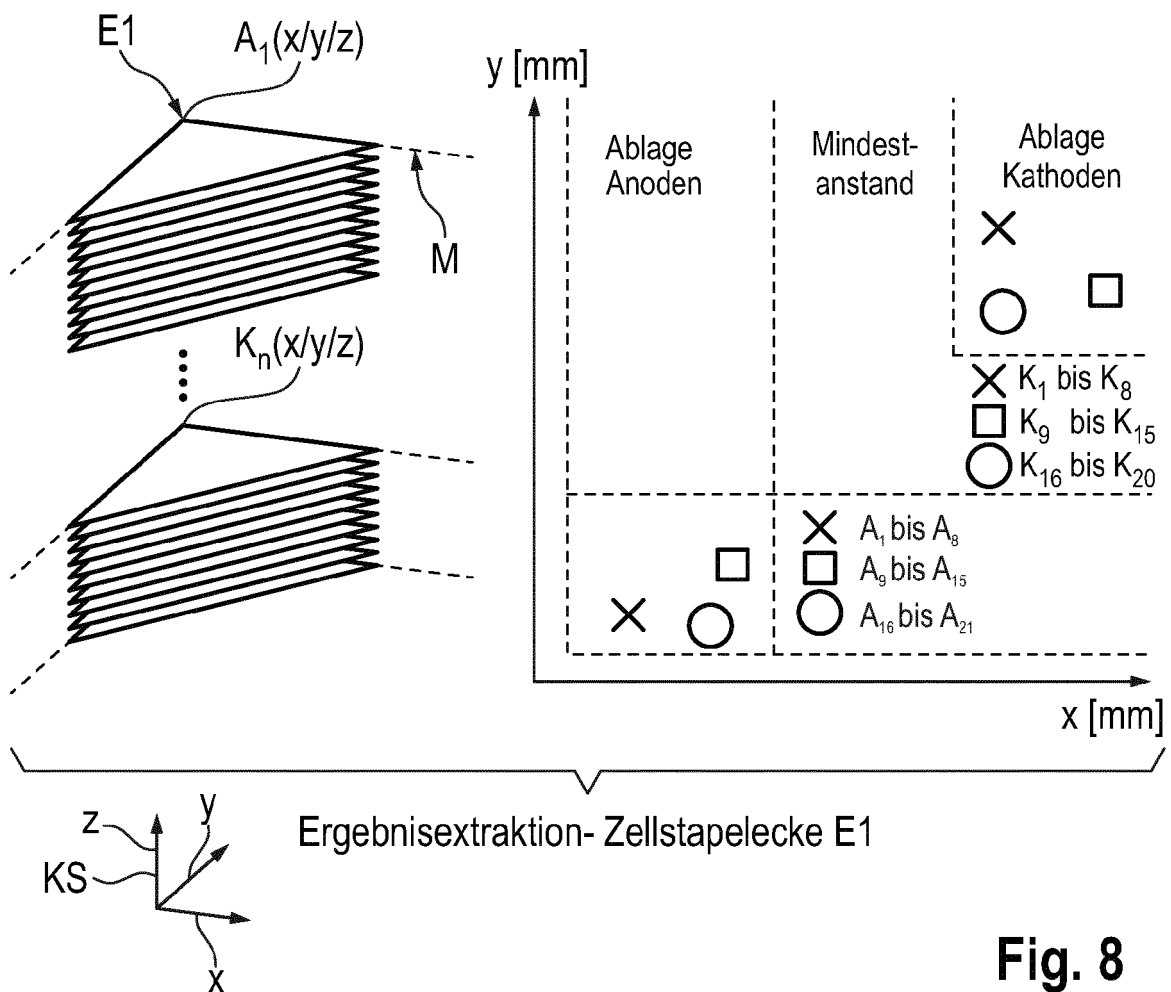 E1
A₁(x/y/z)
M
Kₙ(x/y/z)
y [mm]
Ablage
Anoden
Mindest-
anstand
Ablage
Kathoden
K₁ bis K₈
K₉ bis K₁₅
K₁₆ bis K₂₀
A₁ bis A₈
A₉ bis A₁₅
A₁₆ bis A₂₁
x [mm]
Ergebnisextraktion- Zellstapelecke E1
z
y
KS
x
Fig. 8